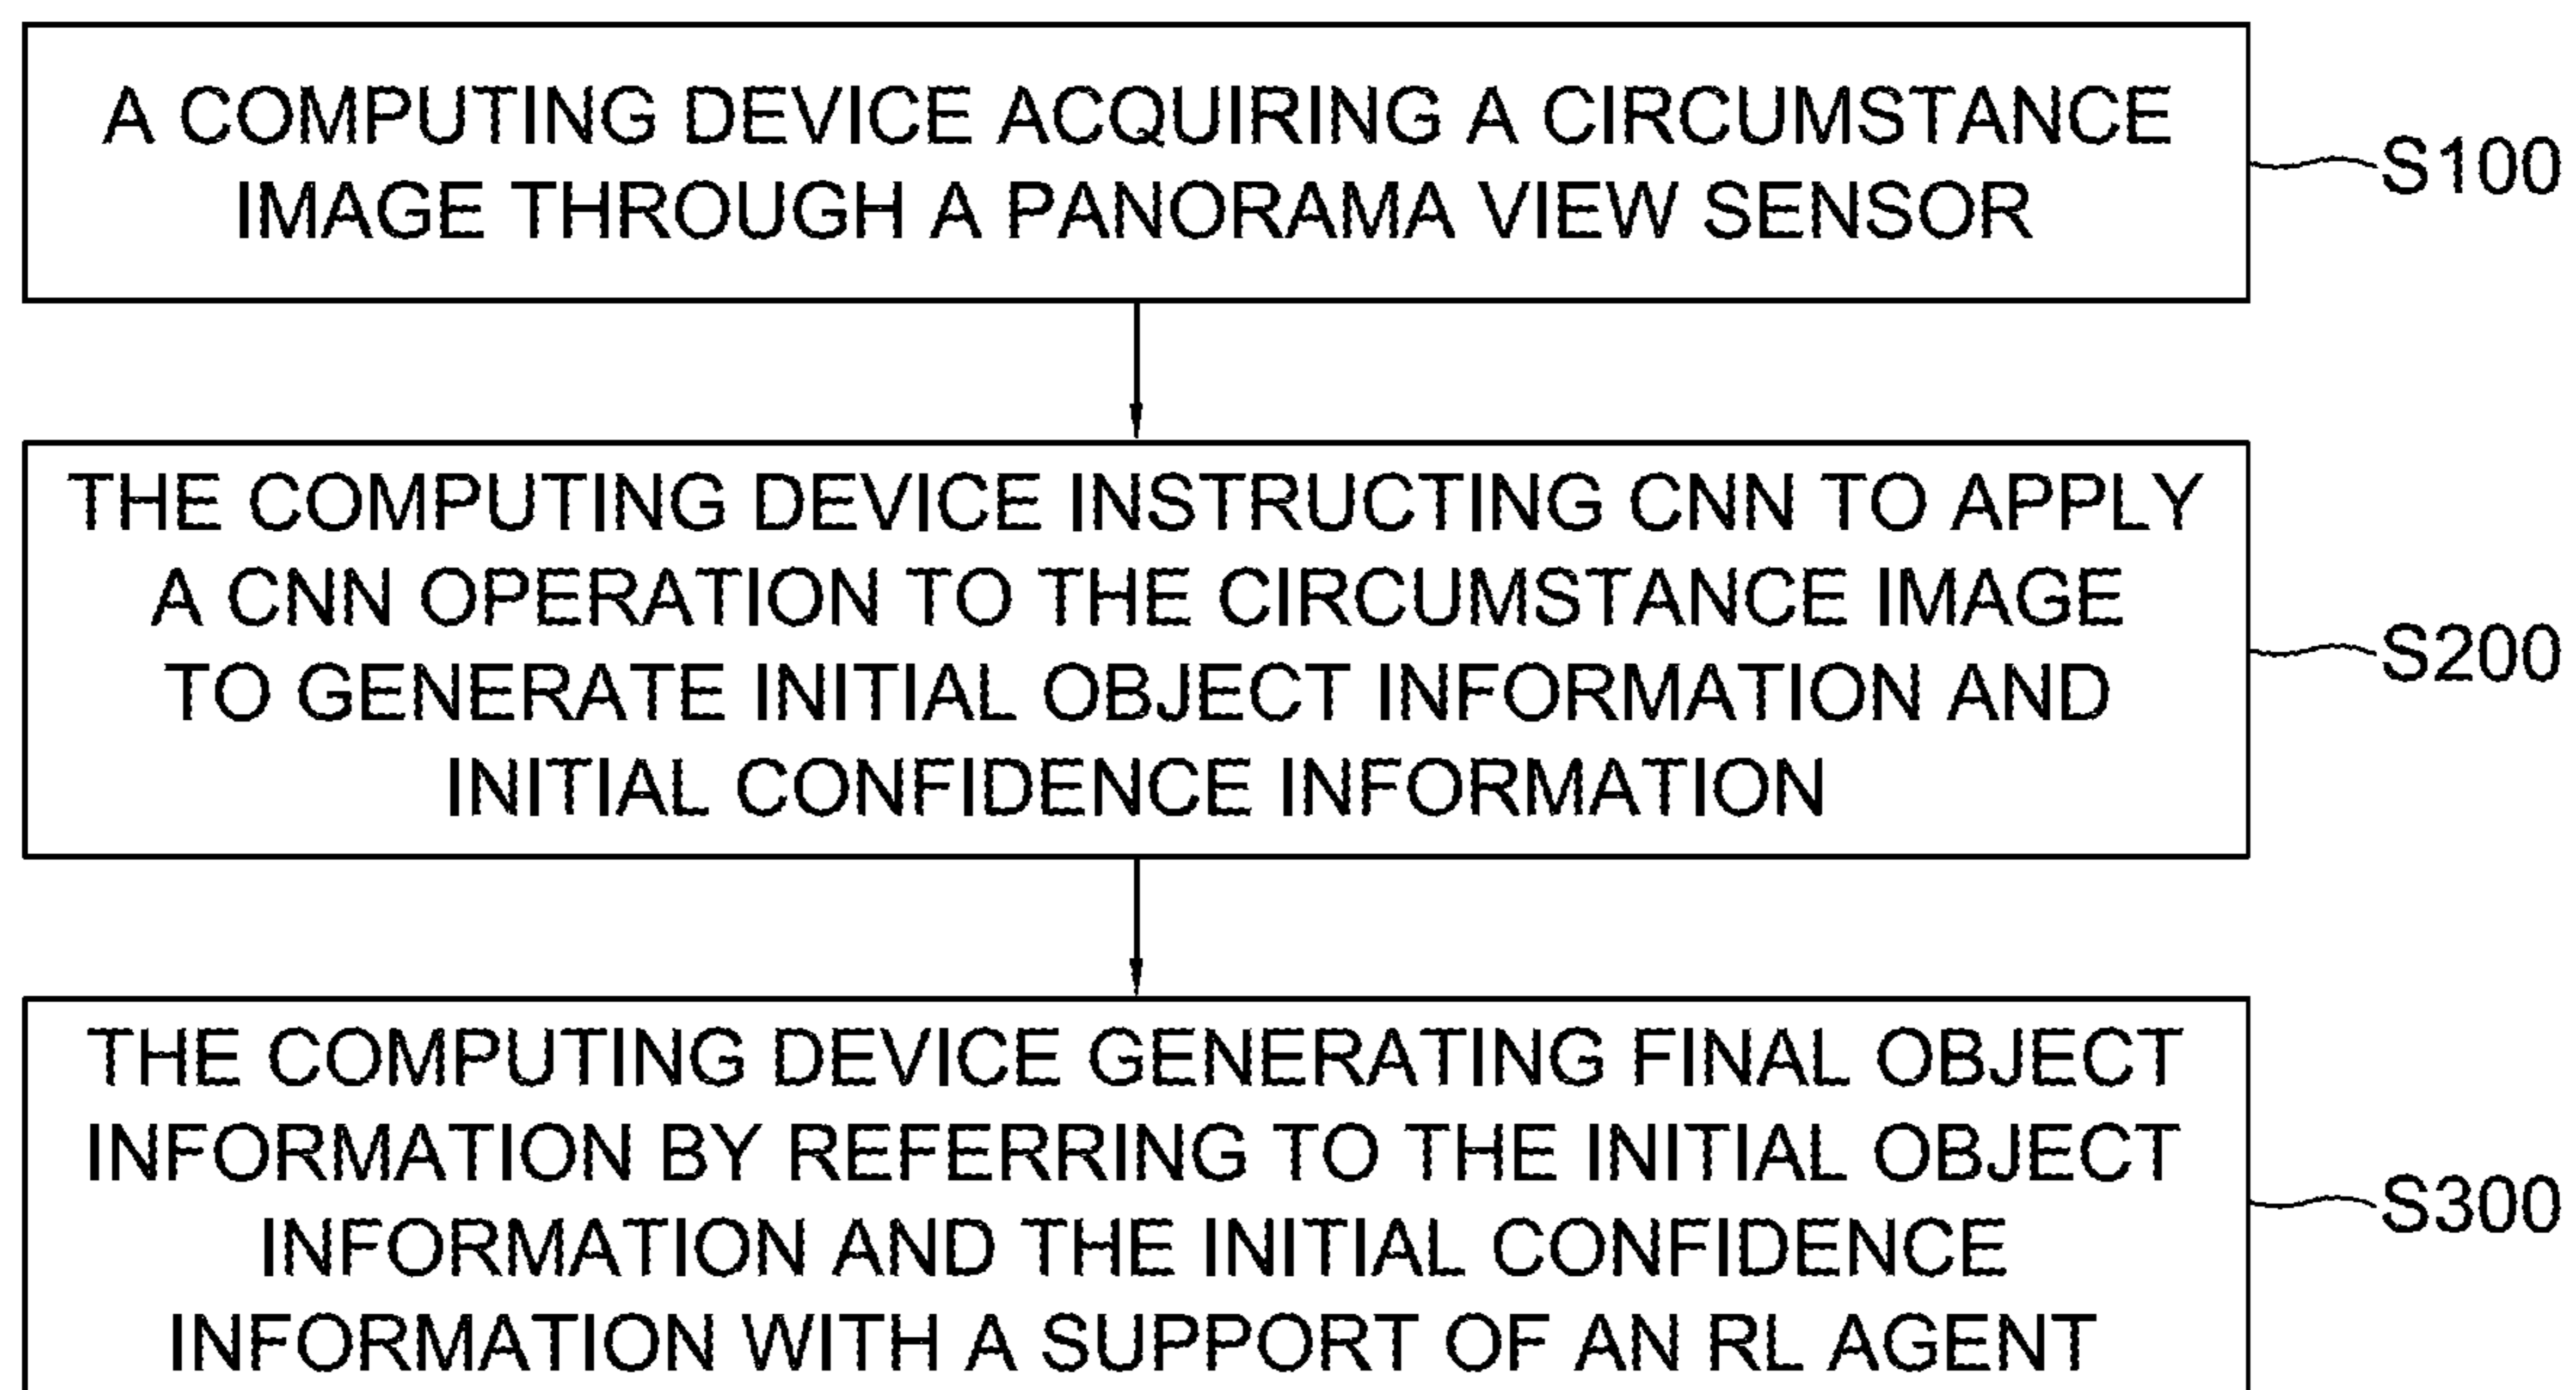 A COMPUTING DEVICE ACQUIRING A CIRCUMSTANCE
IMAGE THROUGH A PANORAMA VIEW SENSOR
S100
THE COMPUTING DEVICE INSTRUCTING CNN TO APPLY
A CNN OPERATION TO THE CIRCUMSTANCE IMAGE
TO GENERATE INITIAL OBJECT INFORMATION AND
INITIAL CONFIDENCE INFORMATION
S200
THE COMPUTING DEVICE GENERATING FINAL OBJECT
INFORMATION BY REFERRING TO THE INITIAL OBJECT
INFORMATION AND THE INITIAL CONFIDENCE
INFORMATION WITH A SUPPORT OF AN RL AGENT
S300